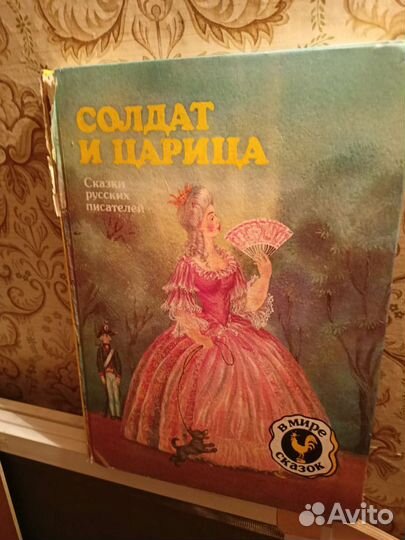 СОЛДАТ
И ЦАРИЦА
Сказки
русских
писателей
в мире
сказок
Avito